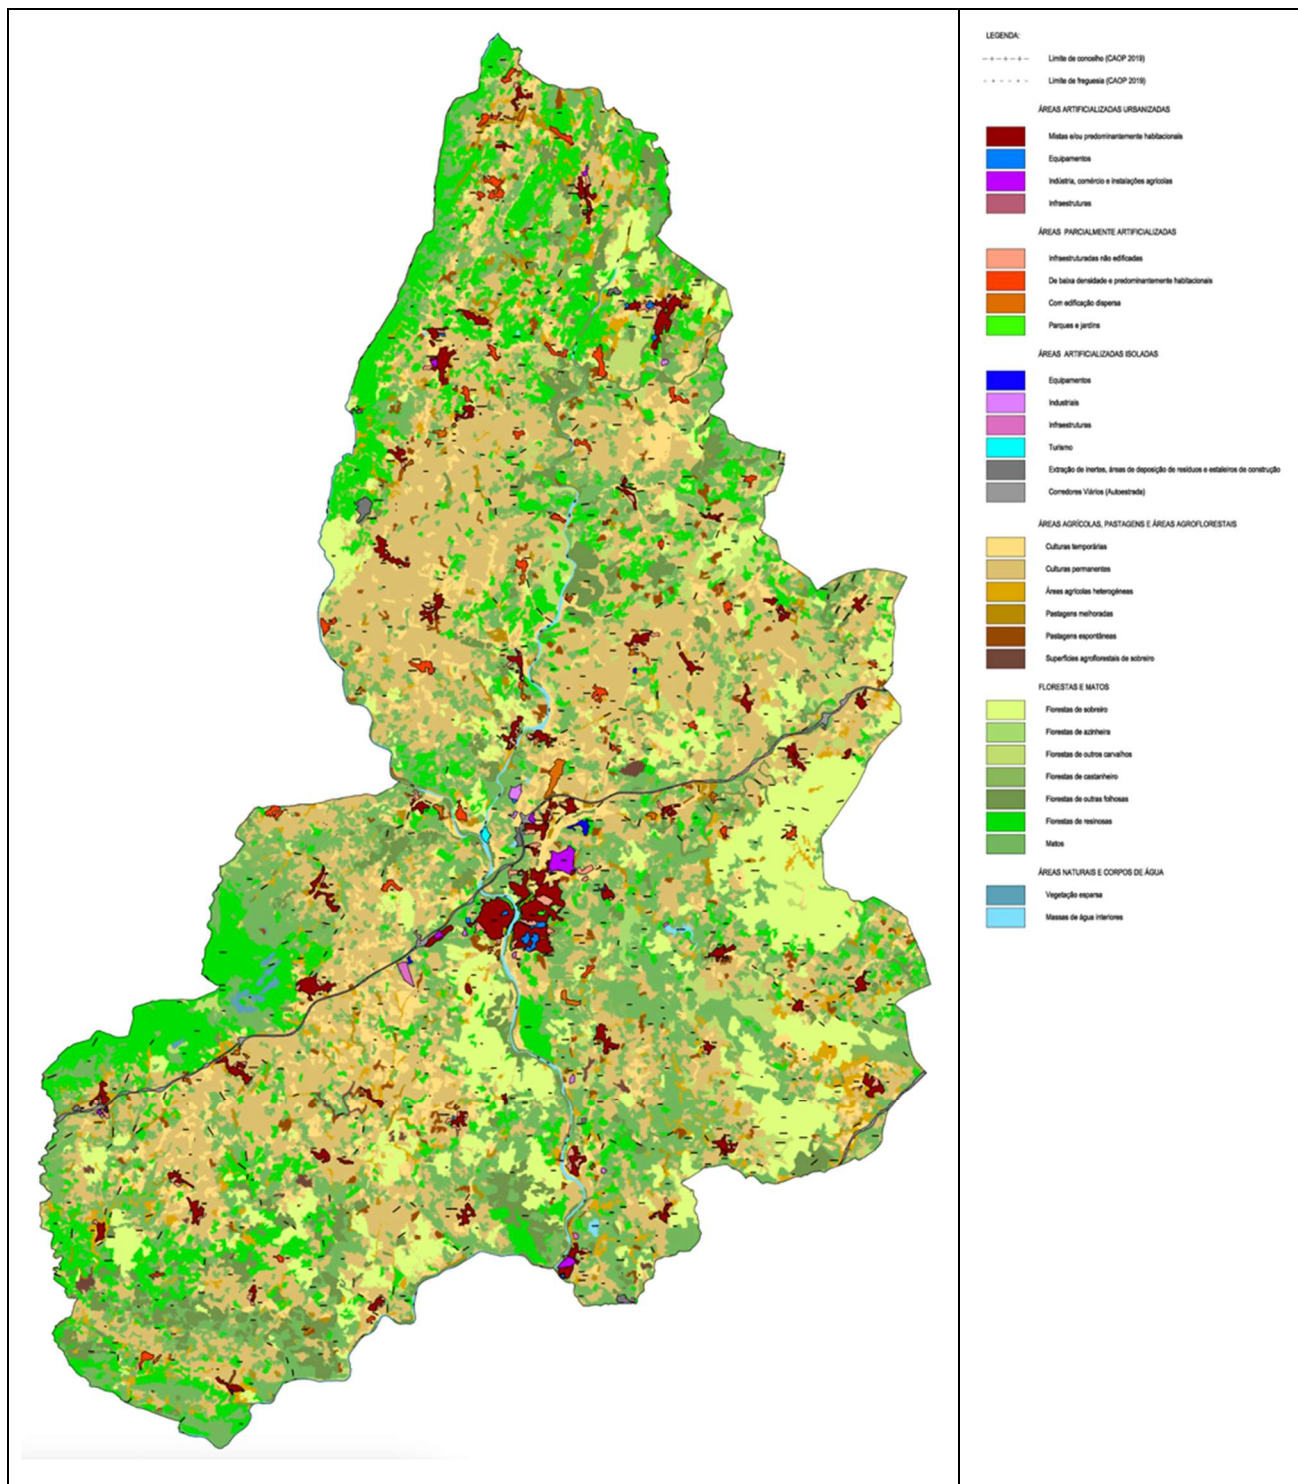 LEGENDA:
Limite de concelho (CAOP 2019)
Limite de freguesia (CAOP 2019)
ÁREAS ARTIFICIALIZADAS URBANIZADAS
Mistas e/ou predominantemente habitacionais
Equipamentos
Indústria, comércio e instalações agrícolas
Infraestruturas
ÁREAS PARCIALMENTE ARTIFICIALIZADAS
Infraestruturadas não edificadas
De baixa densidade e predominantemente habitacionais
Com edificação dispersa
Parques e jardins
ÁREAS ARTIFICIALIZADAS ISOLADAS
Equipamentos
Industriais
Infraestruturas
Turismo
Extração de inertes, áreas de deposição de resíduos e estaleiros de construção
Corredores Viários (Autoestrada)
ÁREAS AGRÍCOLAS, PASTAGENS E ÁREAS AGROFLORESTAIS
Culturas temporárias
Culturas permanentes
Áreas agrícolas heterogéneas
Pastagens melhoradas
Pastagens espontâneas
Superfícies agroflorestais de sobreiro
FLORESTAS E MATOS
Florestas de sobreiro
Florestas de azinheira
Florestas de outros carvalhos
Florestas de castanheiro
Florestas de outras folhosas
Florestas de resinosas
Matos
ÁREAS NATURAIS E CORPOS DE ÁGUA
Vegetação esparsa
Massas de água interiores